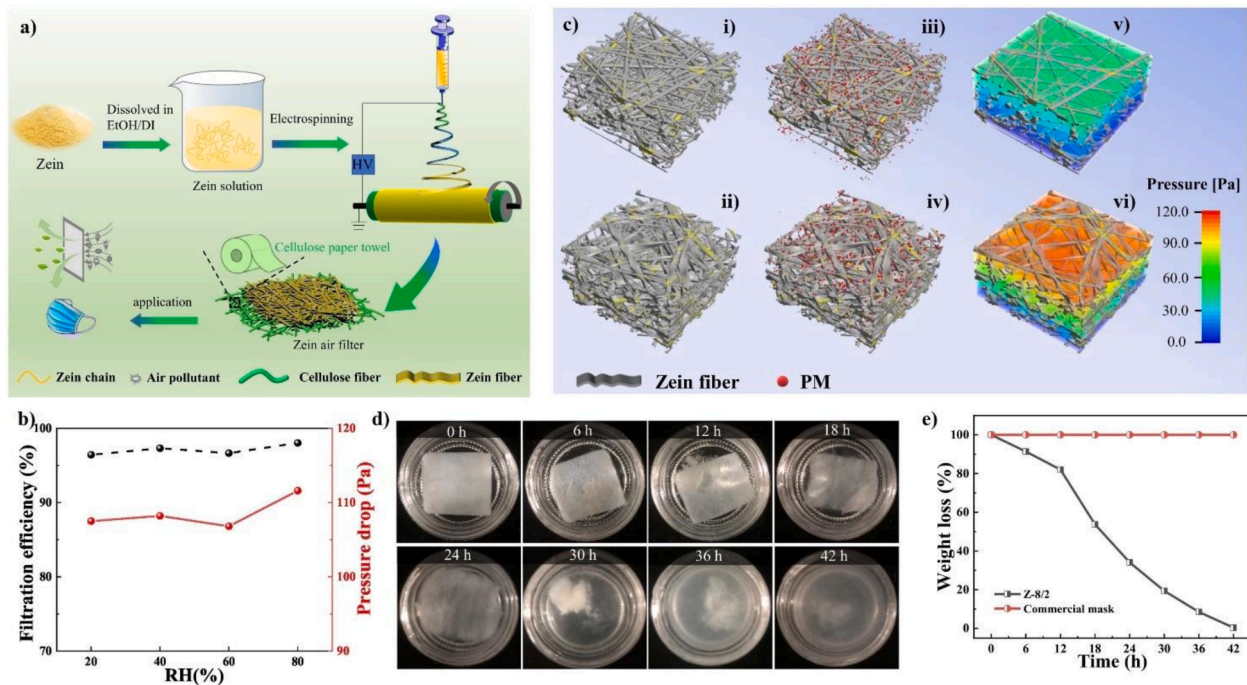 a)
Dissolved in
EtOH/DI
Electrospinning
HV
Zein
Zein solution
Cellulose paper towel
application
Zein air filter
Zein chain
Air pollutant
Cellulose fiber
Zein fiber
c)
i)
iii)
v)
ii)
iv)
vi)
Pressure [Pa]
120.0
90.0
60.0
30.0
0.0
Zein fiber
PM
b)
Filtration efficiency (%)
100
90
80
70
20
40
60
80
RH(%)
120
110
100
90
Pressure drop (Pa)
d)
0 h
6 h
12 h
18 h
24 h
30 h
36 h
42 h
e)
Weight loss (%)
100
80
60
40
20
0
Z-8/2
Commercial mask
0
6
12
18
24
30
36
42
Time (h)